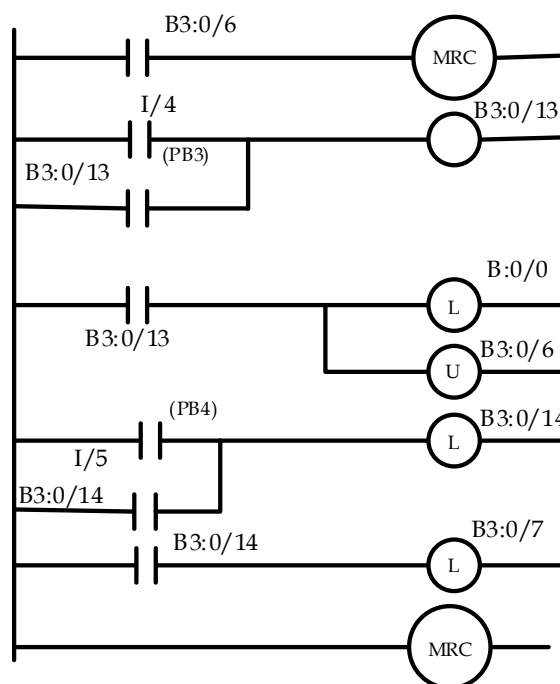 B3:0/6
MRC
I/4
B3:0/13
(PB3)
B3:0/13
B:0/0
L
B3:0/13
B3:0/6
U
(PB4)
B3:0/14
L
I/5
B3:0/14
B3:0/14
B3:0/7
L
MRC